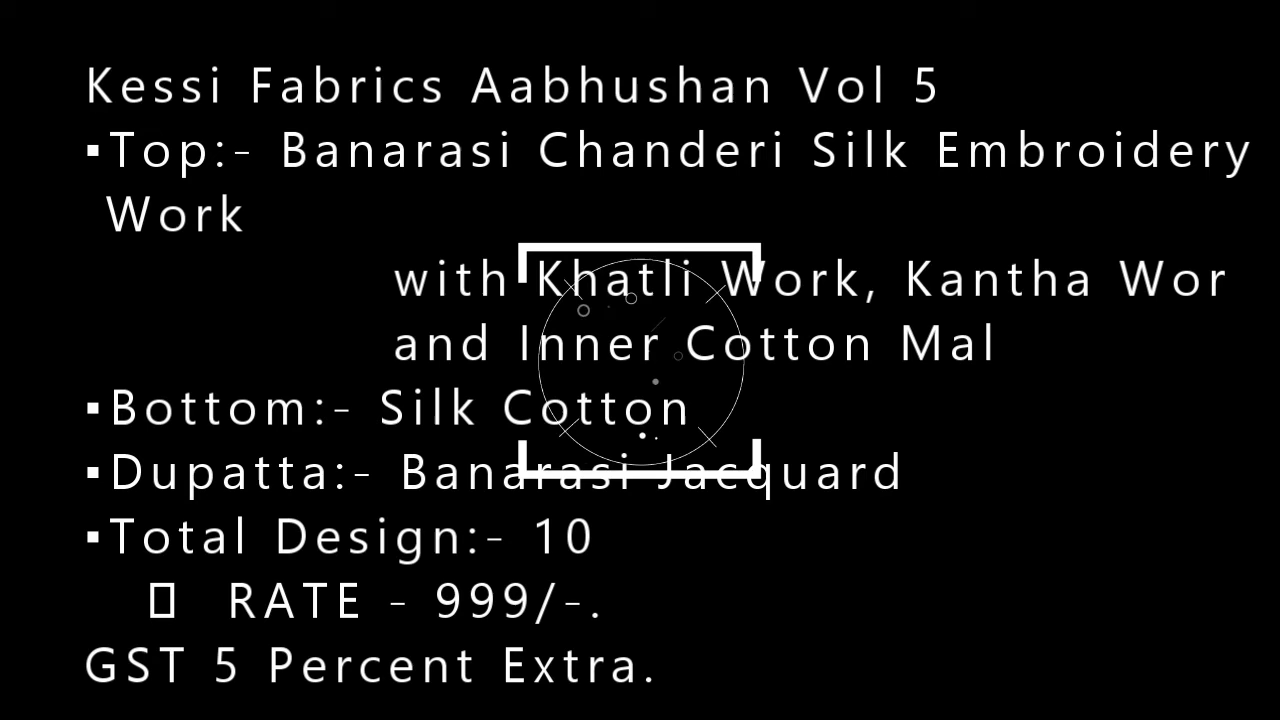 Kessi Fabrics Aabhushan Vol 5
▪Top:- Banarasi Chanderi Silk Embroidery
Work
with Khatli Work, Kantha Wor
and Inner Cotton Mal
▪Bottom:- Silk Cotton
▪Dupatta:- Banarasi Jacquard
▪Total Design:- 10
▯ RATE - 999/-.
GST 5 Percent Extra.